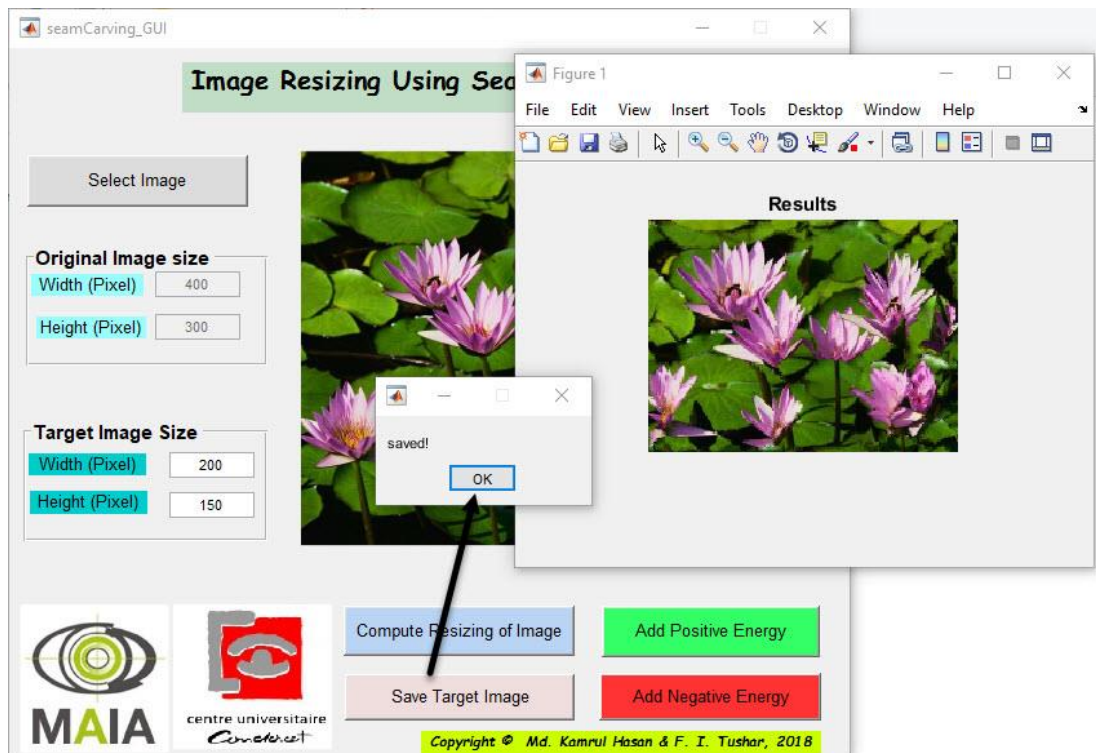 seamCarving_GUI
Image Resizing Using Sea
Select Image
Original Image size
Width (Pixel) 400
Height (Pixel) 300
Target Image Size
Width (Pixel) 200
Height (Pixel) 150
Figure 1
File Edit View Insert Tools Desktop Window Help
Results
saved!
OK
Compute Resizing of Image
Add Positive Energy
Save Target Image
Add Negative Energy
MAIA
centre universitaire
Condorcet
Copyright © Md. Kamrul Hasan & F. I. Tushar, 2018